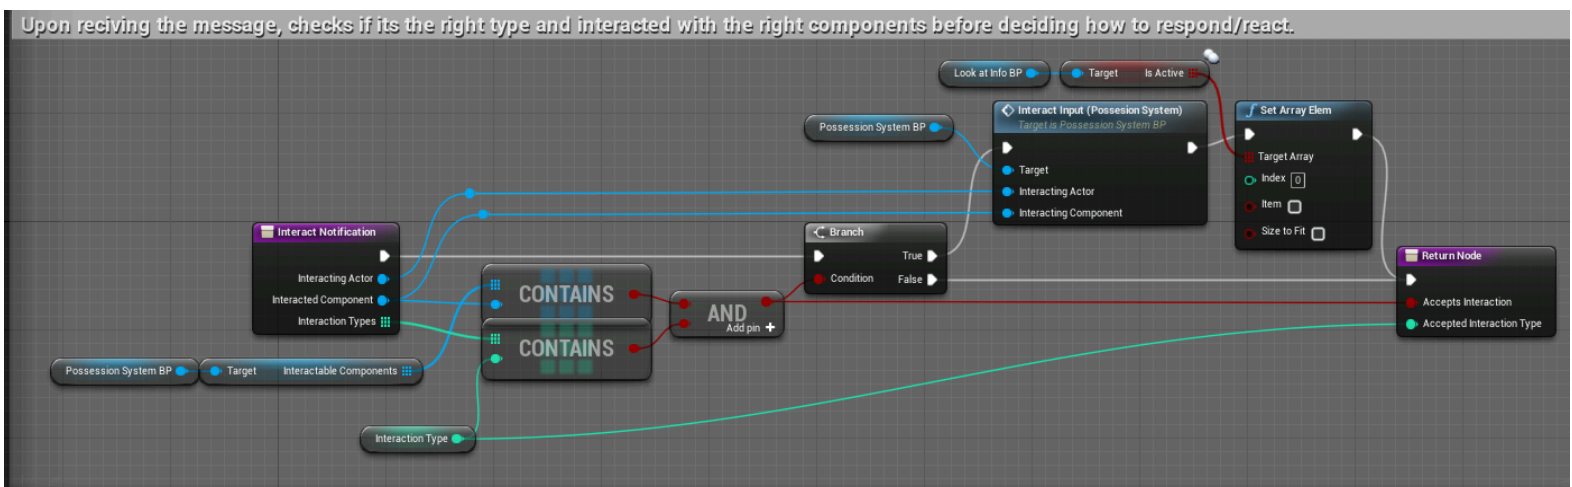 Upon reciving the message, checks if its the right type and interacted with the right components before deciding how to respond/react.
Look at Info BP
Target Is Active
Interact Input (Possesion System)
Target is Possession System BP
Target
Interacting Actor
Interacting Component
Set Array Elem
Target Array
Index 0
Item
Size to Fit
Possession System BP
Interact Notification
Interacting Actor
Interacted Component
Interaction Types
CONTAINS
CONTAINS
AND
Add pin +
Branch
True
Condition False
Return Node
Accepts Interaction
Accepted Interaction Type
Possession System BP
Target Interactable Components
Interaction Type